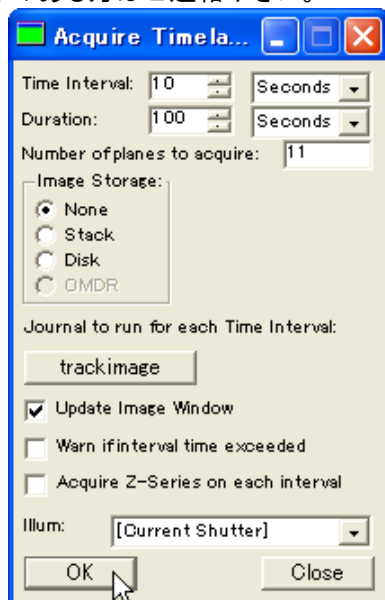 Acquire Timela...
Time Interval: 10 Seconds
Duration: 100 Seconds
Number of planes to acquire: 11
Image Storage:
None
Stack
Disk
OMDR
Journal to run for each Time Interval:
trackimage
Update Image Window
Warn if interval time exceeded
Acquire Z-Series on each interval
Illum: [Current Shutter]
OK Close